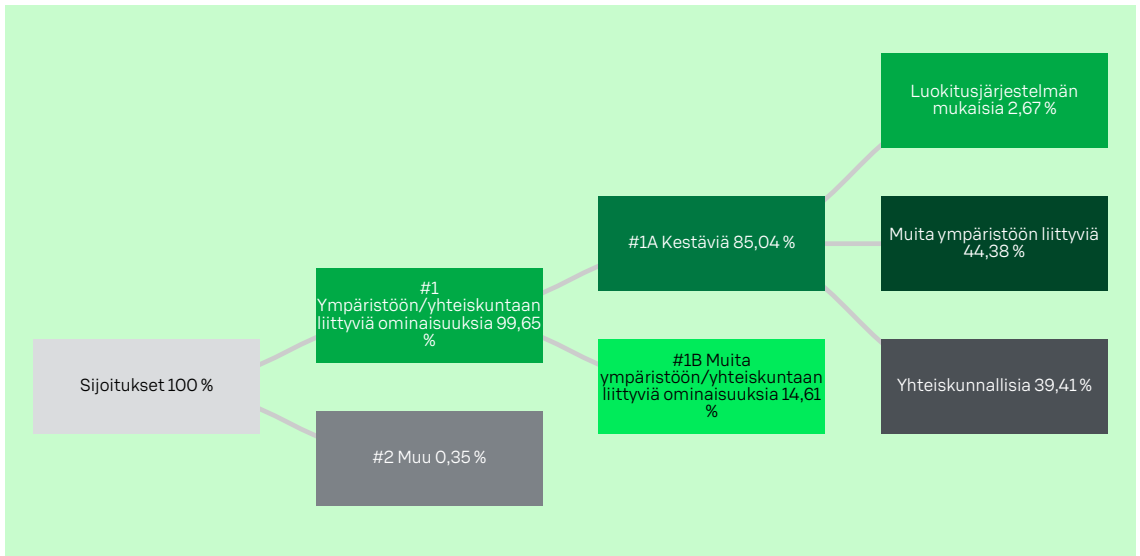 Luokitusjärjestelmän
mukaisia 2,67 %
#1A Kestäviä 85,04 %
Muita ympäristöön liittyviä
44,38 %
#1
Ympäristöön/yhteiskuntaan
liittyviä ominaisuuksia 99,65
%
#1B Muita
ympäristöön/yhteiskuntaan
liittyviä ominaisuuksia 14,61
%
Sijoitukset 100 %
Yhteiskunnallisia 39,41 %
#2 Muu 0,35 %